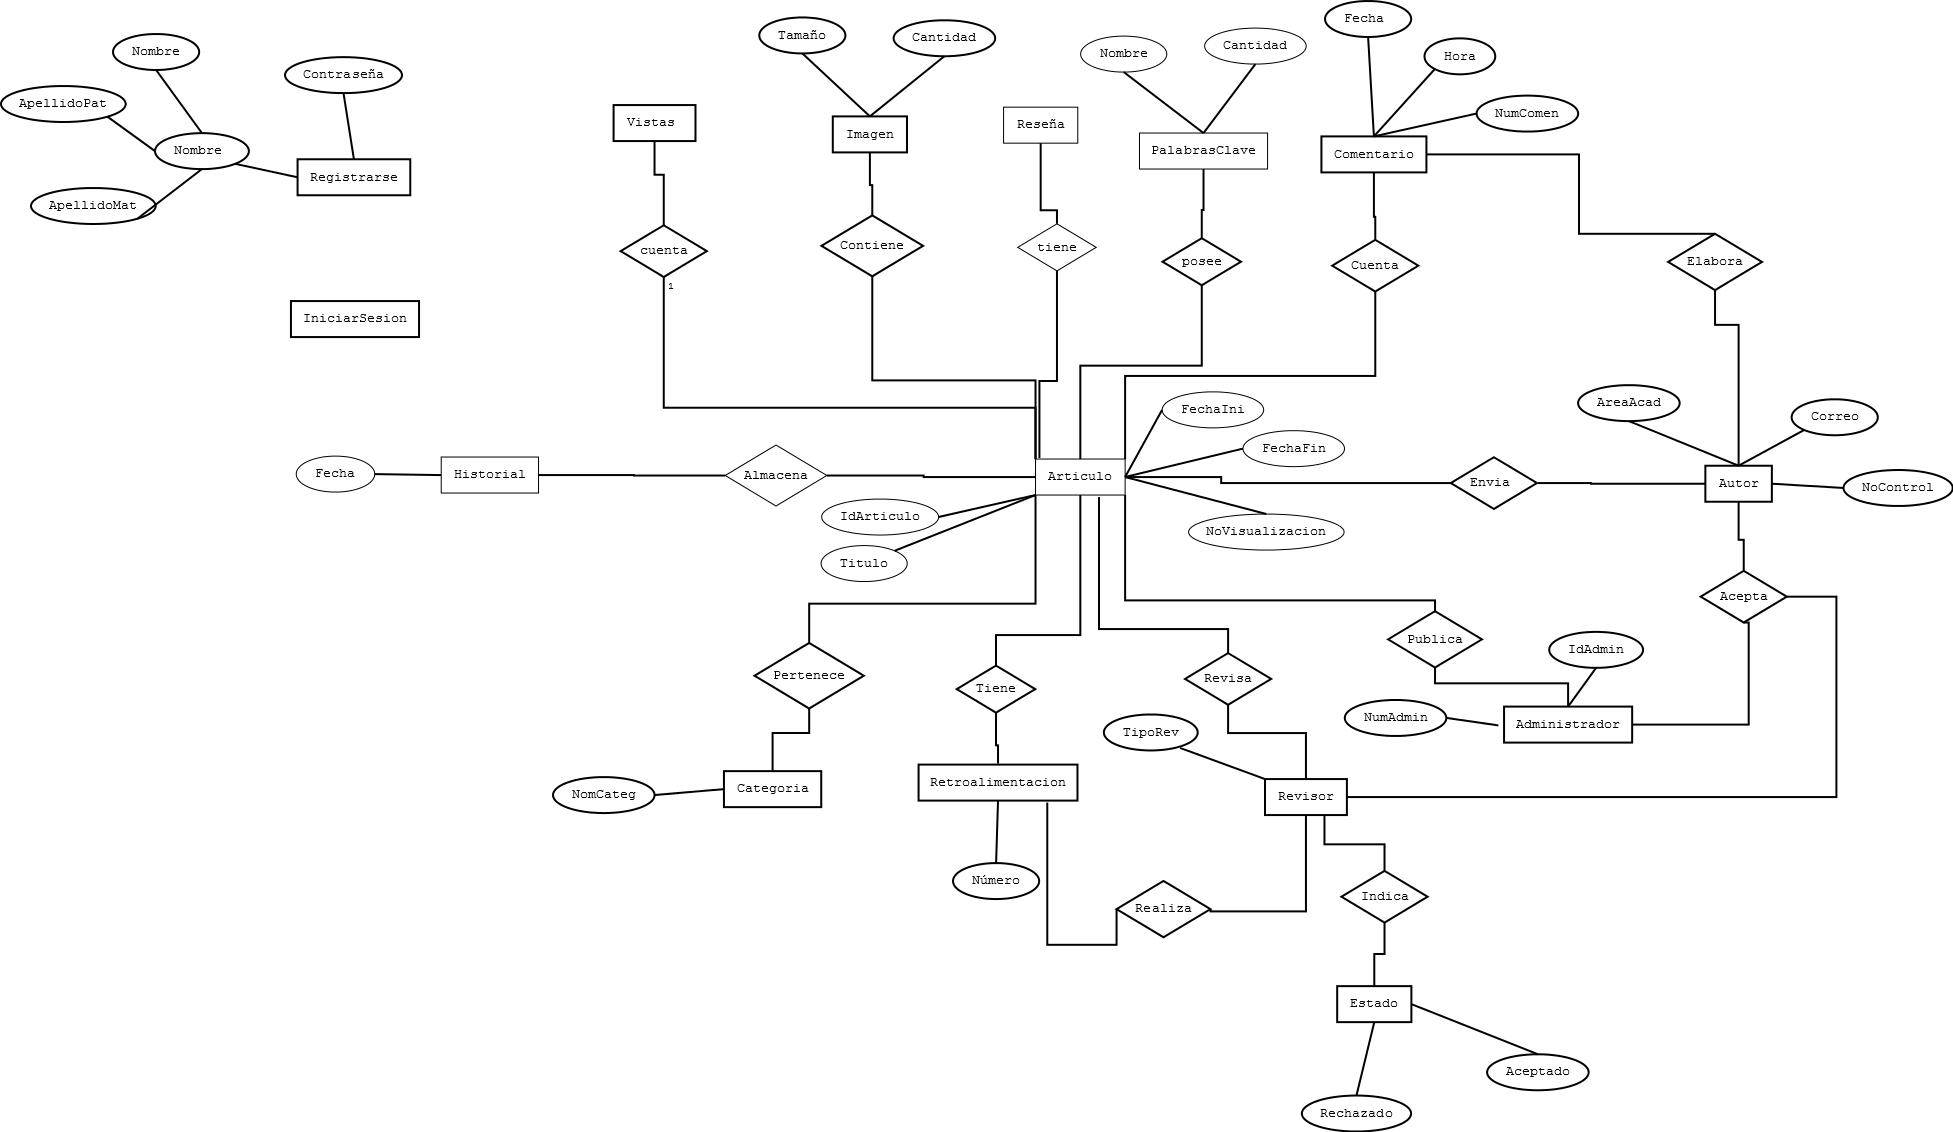 Fecha
Tamaño
Cantidad
Cantidad
Nombre
Nombre
Hora
Contraseña
ApellidoPat
NumComen
Vistas
Imagen
Reseña
Nombre
PalabrasClave
Comentario
Registrarse
ApellidoMat
cuenta
Contiene
tiene
posee
Cuenta
Elabora
1
IniciarSesion
AreaAcad
FechaIni
Correo
FechaFin
Fecha
Historial
Almacena
Articulo
Envia
Autor
NoControl
IdArticulo
NoVisualizacion
Titulo
Acepta
Publica
IdAdmin
Pertenece
Tiene
Revisa
NumAdmin
Administrador
TipoRev
Retroalimentacion
Categoria
NomCateg
Revisor
Número
Realiza
Indica
Estado
Aceptado
Rechazado